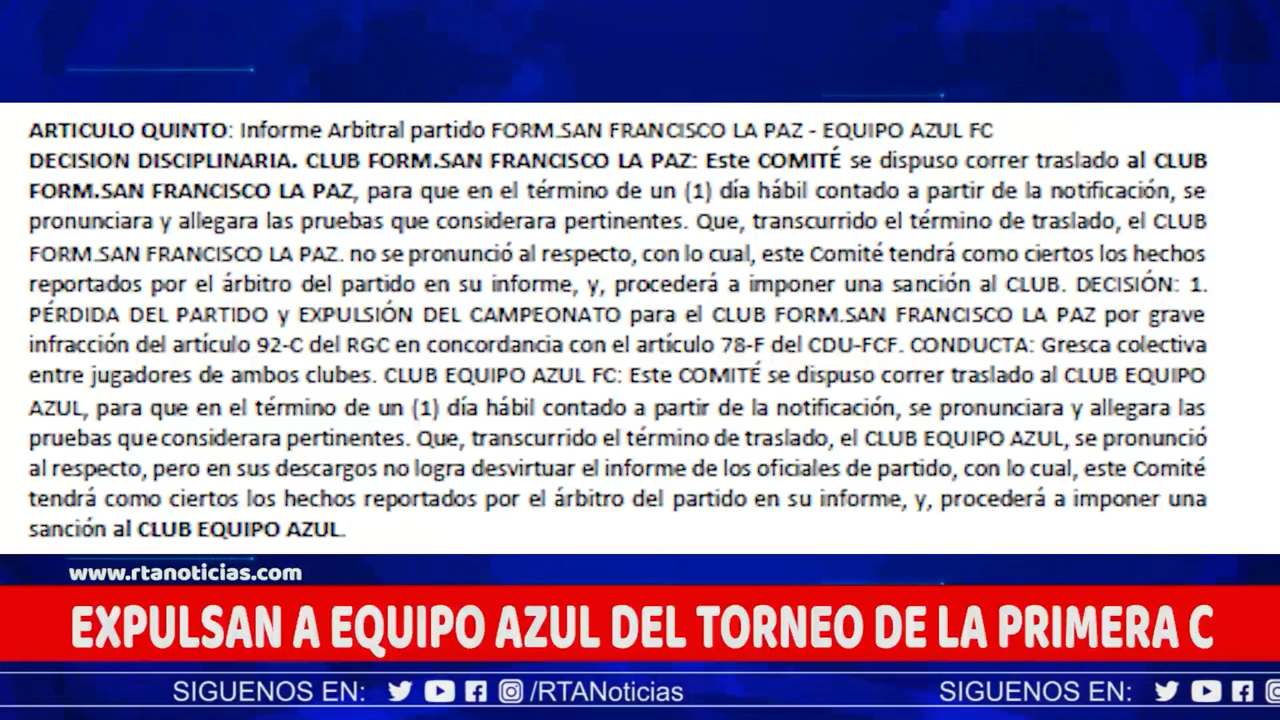 ARTICULO QUINTO: Informe Arbitral partido FORM.SAN FRANCISCO LA PAZ - EQUIPO AZUL FC
DECISION DISCIPLINARIA. CLUB FORM.SAN FRANCISCO LA PAZ: Este COMITÉ se dispuso correr traslado al CLUB
FORM.SAN FRANCISCO LA PAZ, para que en el término de un (1) día hábil contado a partir de la notificación, se
pronunciara y allegara las pruebas que considerara pertinentes. Que, transcurrido el término de traslado, el CLUB
FORM.SAN FRANCISCO LA PAZ. no se pronunció al respecto, con lo cual, este Comité tendrá como ciertos los hechos
reportados por el árbitro del partido en su informe, y, procederá a imponer una sanción al CLUB. DECISIÓN: 1.
PÉRDIDA DEL PARTIDO y EXPULSIÓN DEL CAMPEONATO para el CLUB FORM.SAN FRANCISCO LA PAZ por grave
infracción del artículo 92-C del RGC en concordancia con el artículo 78-F del CDU-FCF. CONDUCTA: Gresca colectiva
entre jugadores de ambos clubes. CLUB EQUIPO AZUL FC: Este COMITÉ se dispuso correr traslado al CLUB EQUIPO
AZUL, para que en el término de un (1) día hábil contado a partir de la notificación, se pronunciara y allegara las
pruebas que considerara pertinentes. Que, transcurrido el término de traslado, el CLUB EQUIPO AZUL, se pronunció
al respecto, pero en sus descargos no logra desvirtuar el informe de los oficiales de partido, con lo cual, este Comité
tendrá como ciertos los hechos reportados por el árbitro del partido en su informe, y, procederá a imponer una
sanción al CLUB EQUIPO AZUL.
www.rtanoticias.com
EXPULSAN A EQUIPO AZUL DEL TORNEO DE LA PRIMERA C
SIGUENOS EN: /RTANoticias SIGUENOS EN: